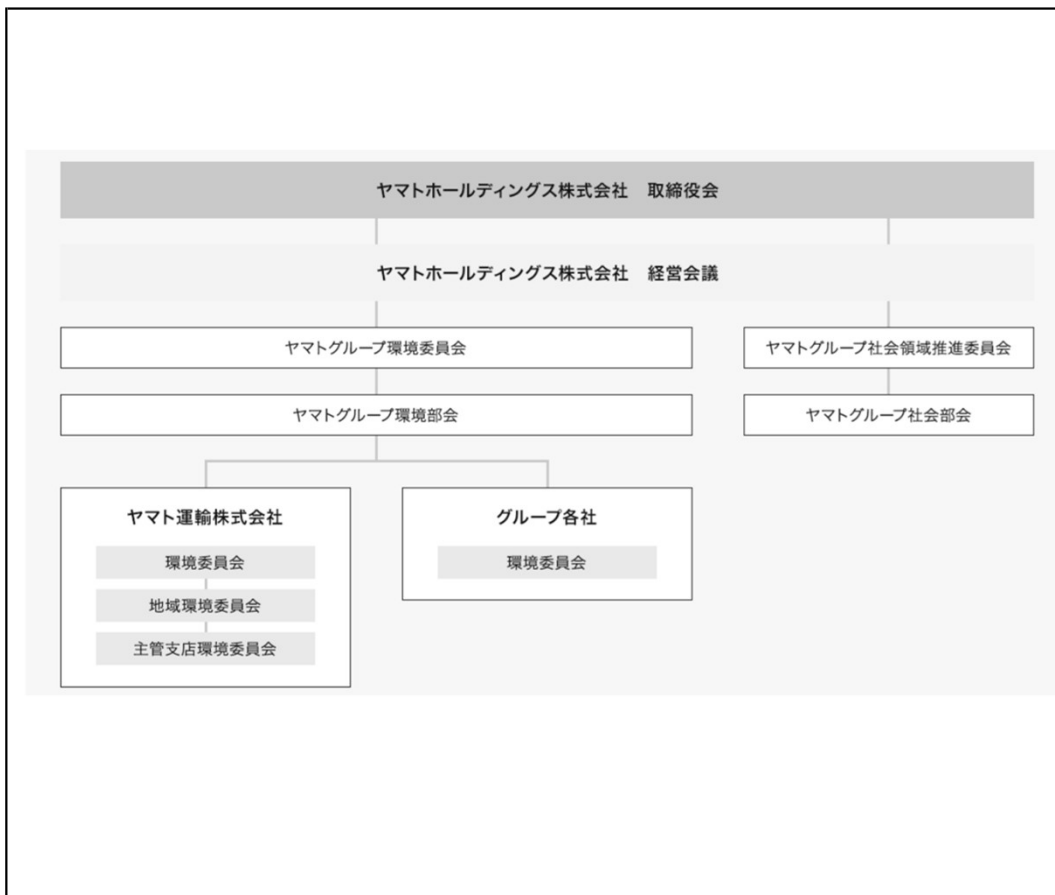 ヤマトホールディングス株式会社　取締役会
ヤマトホールディングス株式会社　経営会議
ヤマトグループ環境委員会
ヤマトグループ社会領域推進委員会
ヤマトグループ環境部会
ヤマトグループ社会部会
ヤマト運輸株式会社
環境委員会
地域環境委員会
主管支店環境委員会
グループ各社
環境委員会